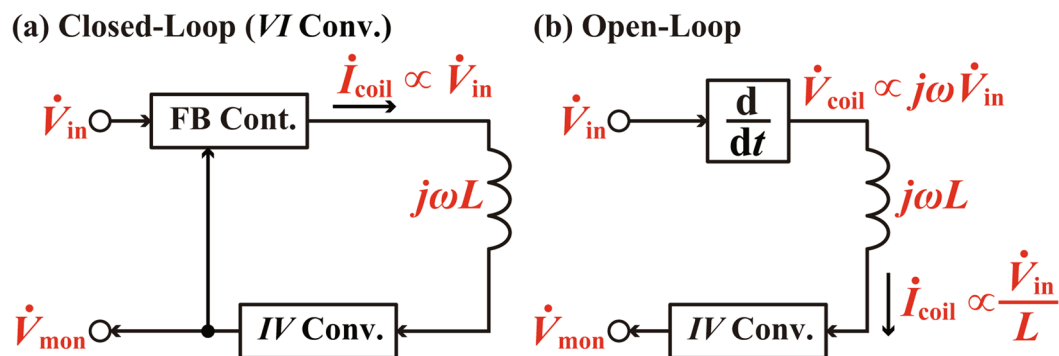 (a) Closed-Loop (VI Conv.)
V̇in
FB Cont.
İcoil ∝ V̇in
jωL
V̇mon
IV Conv.
(b) Open-Loop
V̇in
d
dt
V̇coil ∝ jωV̇in
jωL
İcoil ∝ V̇in
L
V̇mon
IV Conv.